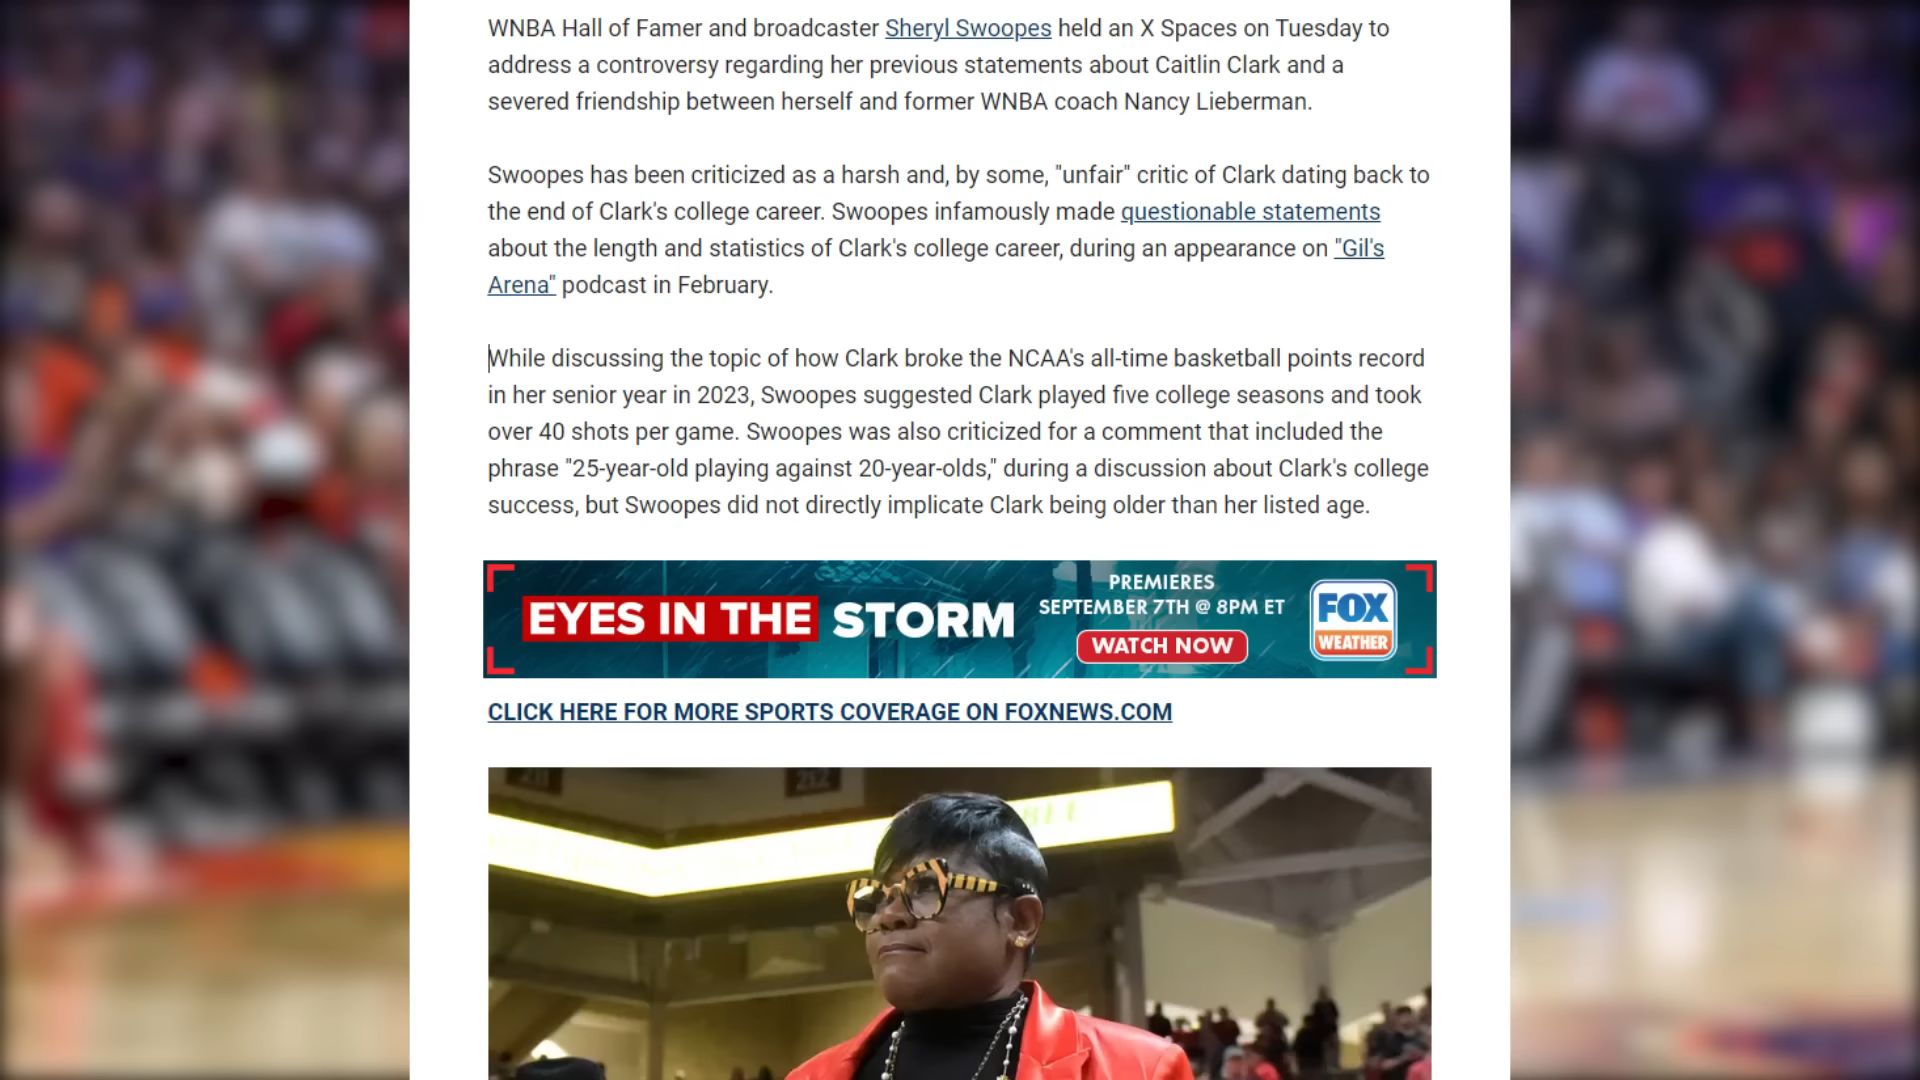 WNBA Hall of Famer and broadcaster Sheryl Swoopes held an X Spaces on Tuesday to
address a controversy regarding her previous statements about Caitlin Clark and a
severed friendship between herself and former WNBA coach Nancy Lieberman.
Swoopes has been criticized as a harsh and, by some, "unfair" critic of Clark dating back to
the end of Clark's college career. Swoopes infamously made questionable statements
about the length and statistics of Clark's college career, during an appearance on "Gil's
Arena" podcast in February.
While discussing the topic of how Clark broke the NCAA's all-time basketball points record
in her senior year in 2023, Swoopes suggested Clark played five college seasons and took
over 40 shots per game. Swoopes was also criticized for a comment that included the
phrase "25-year-old playing against 20-year-olds," during a discussion about Clark's college
success, but Swoopes did not directly implicate Clark being older than her listed age.
EYES IN THE STORM
PREMIERES
SEPTEMBER 7TH @ 8PM ET
WATCH NOW
FOX
WEATHER
CLICK HERE FOR MORE SPORTS COVERAGE ON FOXNEWS.COM
212